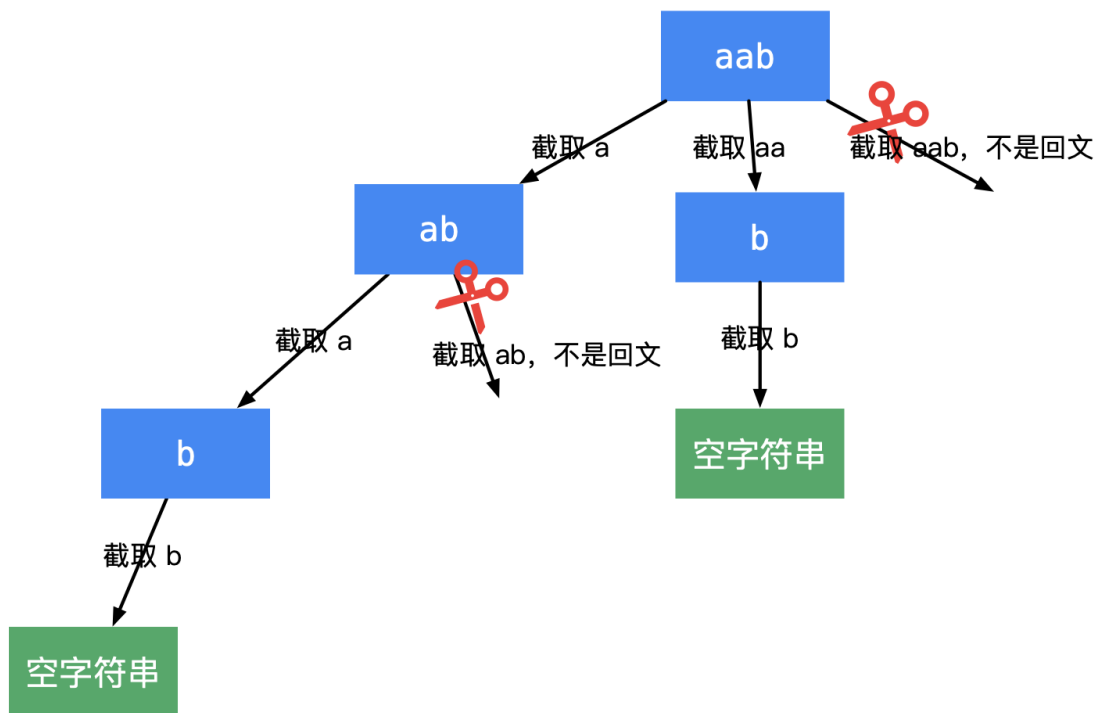 aab
截取 a
截取 aa
截取 aab，不是回文
ab
b
截取 a
截取 ab，不是回文
截取 b
b
空字符串
截取 b
空字符串